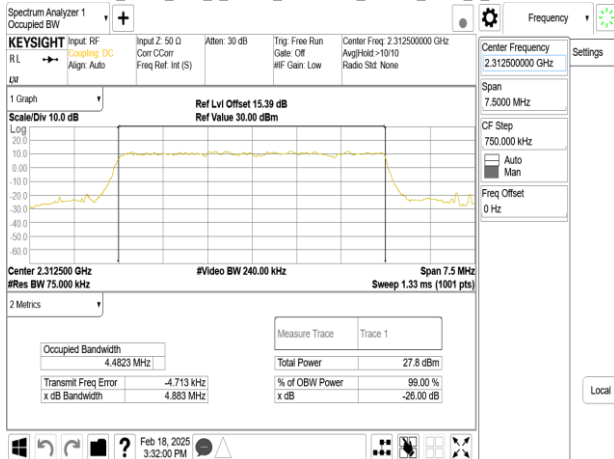 Spectrum Analyzer 1
Occupied BW
KEYSIGHT
RL
LXI
Input: RF
Coupling: DC
Align: Auto
Input Z: 50 Ω
Corr CCorr
Freq Ref: Int (S)
Atten: 30 dB
Trig: Free Run
Gate: Off
#IF Gain: Low
Center Freq: 2.312500000 GHz
Avg|Hold:>10/10
Radio Std: None
1 Graph
Scale/Div 10.0 dB
Ref Lvl Offset 15.39 dB
Ref Value 30.00 dBm
Log
20.0
10.0
0.00
-10.0
-20.0
-30.0
-40.0
-50.0
-60.0
Center 2.312500 GHz
#Res BW 75.000 kHz
#Video BW 240.00 kHz
Span 7.5 MHz
Sweep 1.33 ms (1001 pts)
2 Metrics
Measure Trace Trace 1
Occupied Bandwidth
4.4823 MHz
Total Power 27.8 dBm
Transmit Freq Error -4.713 kHz
% of OBW Power 99.00 %
x dB Bandwidth 4.883 MHz
x dB -26.00 dB
?
Feb 18, 2025
3:32:00 PM
Frequency
Center Frequency
2.312500000 GHz
Settings
Span
7.5000 MHz
CF Step
750.000 kHz
Auto
Man
Freq Offset
0 Hz
Local